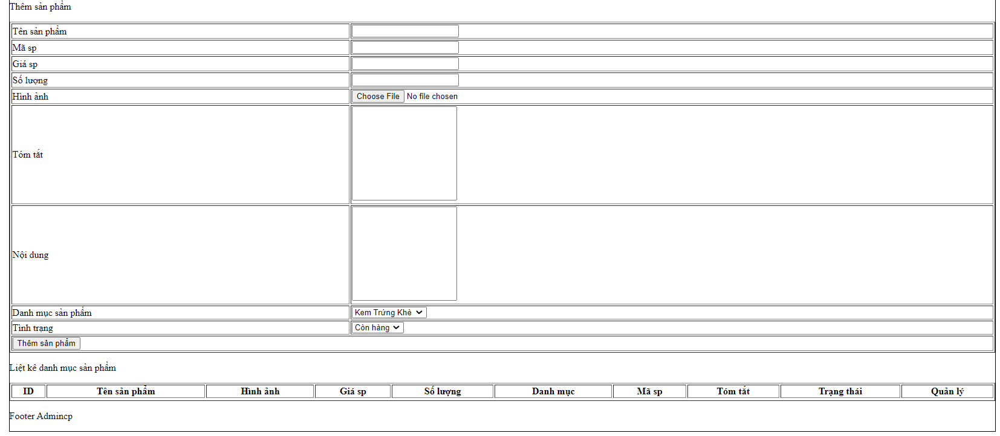 Thêm sản phẩm
Tên sản phẩm
Mã sp
Giá sp
Số lượng
Hình ảnh Choose File No file chosen
Tóm tắt
Nội dung
Danh mục sản phẩm Kem Trứng Khè
Tình trạng Còn hàng
Thêm sản phẩm
Liệt kê danh mục sản phẩm
ID Tên sản phẩm Hình ảnh Giá sp Số lượng Danh mục Mã sp Tóm tắt Trạng thái Quản lý
Footer Admincp